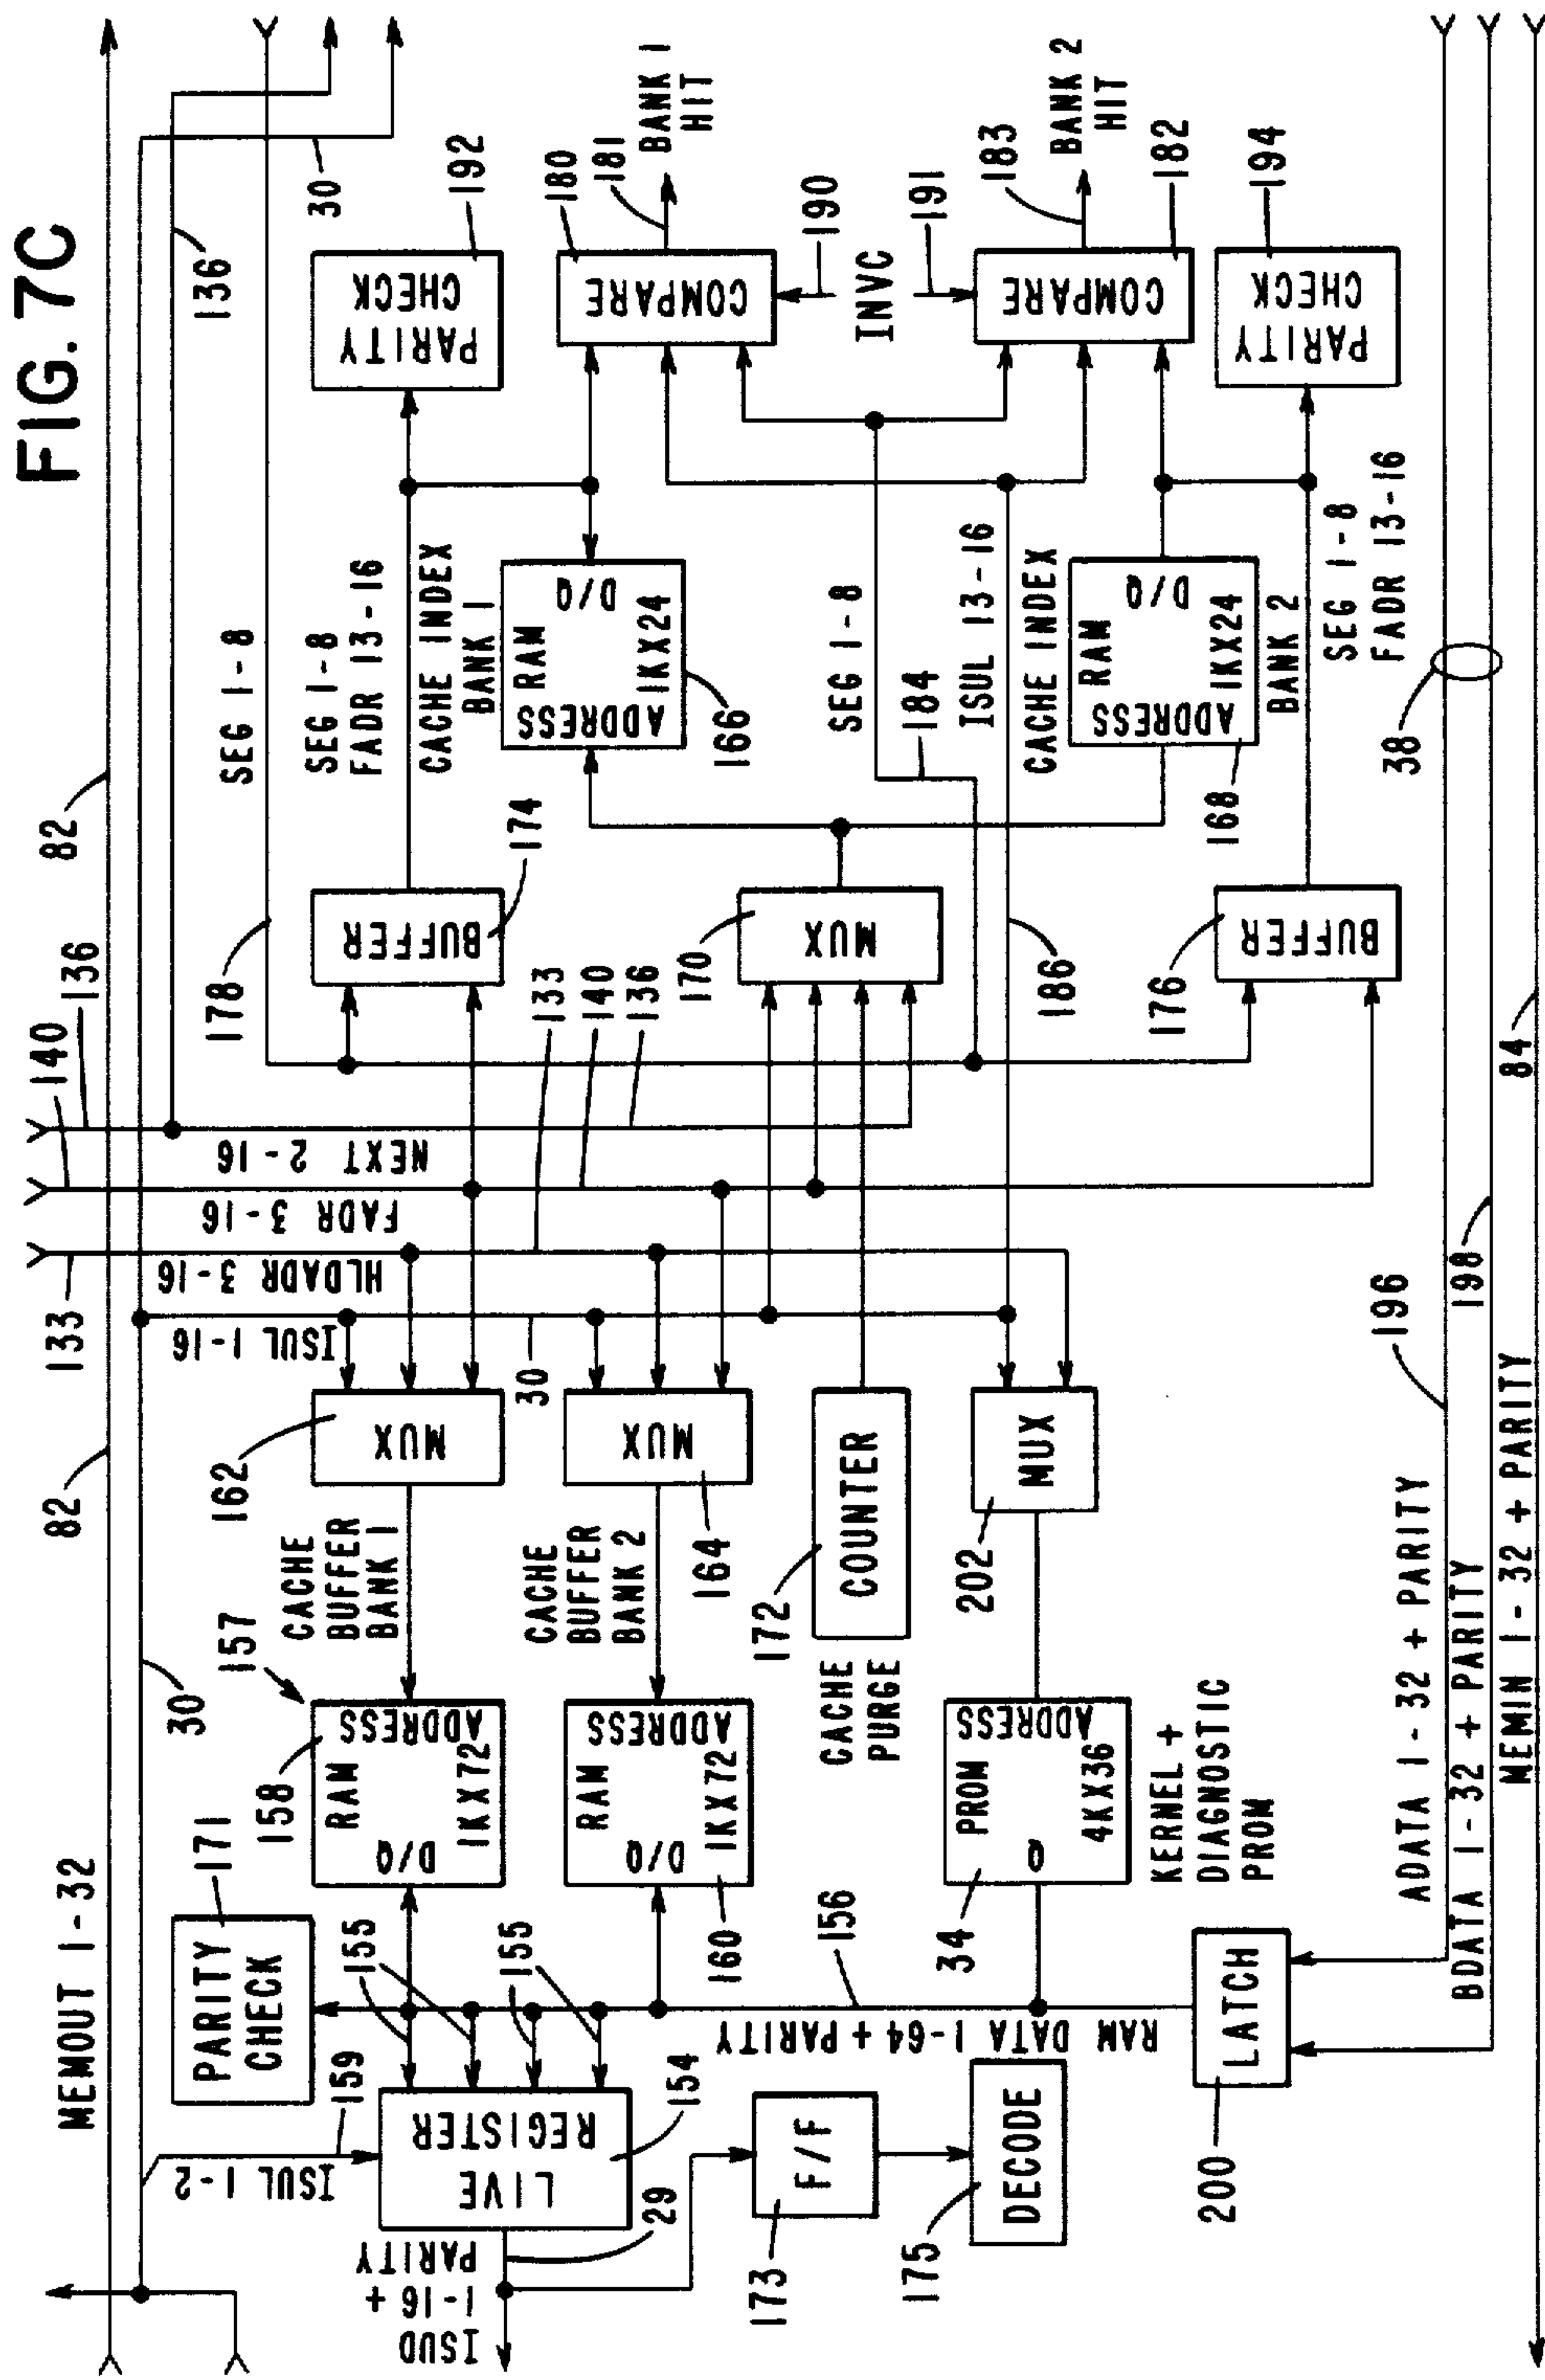 FIG. 7C
82
82
MEMOUT 1-32
136
30
30
140
136
133
SEG 1-8
178
NEXT 2-16
FADR 3-16
HLDADR 3-16
ISUL 1-16
ISUL 1-2
159
PARITY
CHECK
171
PARITY
CHECK
192
SEG 1-8
FADR 13-16
BUFFER
174
CACHE INDEX
BANK 1
RAM
ADDRESS
D/Q
1KX24
166
COMPARE
180
181
BANK 1
HIT
190
INVC
191
COMPARE
182
183
BANK 2
HIT
PARITY
CHECK
194
SEG 1-8
184
ISUL 13-16
CACHE INDEX
RAM
ADDRESS
D/Q
1KX24
168
BANK 2
SEG 1-8
FADR 13-16
BUFFER
176
186
MUX
170
133
140
136
30
MUX
162
CACHE
BUFFER
BANK 1
157
158
RAM
ADDRESS
D/Q
1KX72
MUX
164
CACHE
BUFFER
BANK 2
RAM
ADDRESS
D/Q
1KX72
160
COUNTER
172
CACHE
PURGE
MUX
202
PROM
ADDRESS
Q
4KX36
34
KERNEL +
DIAGNOSTIC
PROM
155
155
156
RAM DATA 1-64 + PARITY
LIVE
REGISTER
154
29
ISUD
1-16 +
PARITY
F/F
173
DECODE
175
LATCH
200
38
196
198
84
ADATA 1-32 + PARITY
BDATA 1-32 + PARITY
MEMIN 1-32 + PARITY